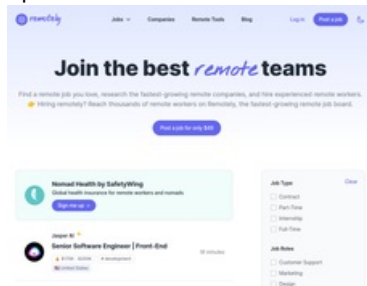 remotely
Jobs Companies Remote Tools Blog Log in Post a job
Join the best remote teams
Find a remote job you love, research the fastest-growing remote companies, and hire experienced remote workers.
👉 Hiring remotely? Reach thousands of remote workers on Remotely, the fastest-growing remote job board.
Post a job for only $49
Nomad Health by SafetyWing
Global health insurance for remote workers and nomads
Sign me up
Jasper AI
Senior Software Engineer | Front-End
# development
United States
Job Type Clear
Contract
Part-Time
Internship
Full-Time
Job Roles
Customer Support
Marketing
Design